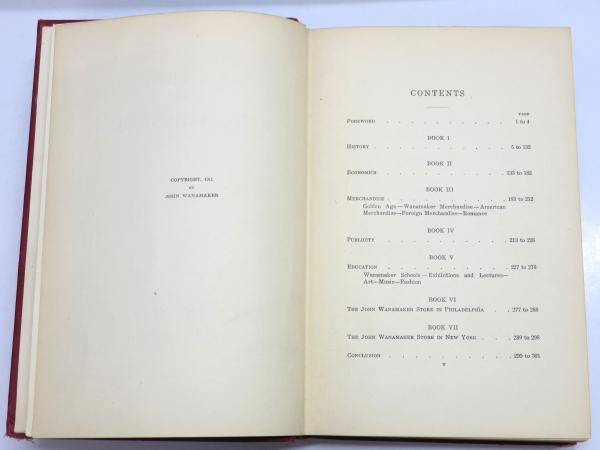 COPYRIGHT, 1911
BY
JOHN WANAMAKER
CONTENTS
PAGE
FOREWORD . . . . . . . . . . 1 to 4
BOOK I
HISTORY . . . . . . . . . . 5 to 132
BOOK II
ECONOMICS . . . . . . . . . . 133 to 182
BOOK III
MERCHANDISE . . . . . . . . . . 183 to 212
Golden Age—Wanamaker Merchandise—American
Merchandise—Foreign Merchandise—Romance
BOOK IV
PUBLICITY . . . . . . . . . . 213 to 226
BOOK V
EDUCATION . . . . . . . . . . 227 to 276
Wanamaker Schools—Exhibitions and Lectures—
Art—Music—Fashion
BOOK VI
THE JOHN WANAMAKER STORE IN PHILADELPHIA . . 277 to 288
BOOK VII
THE JOHN WANAMAKER STORE IN NEW YORK . . . 289 to 298
CONCLUSION . . . . . . . . . . 299 to 301
v